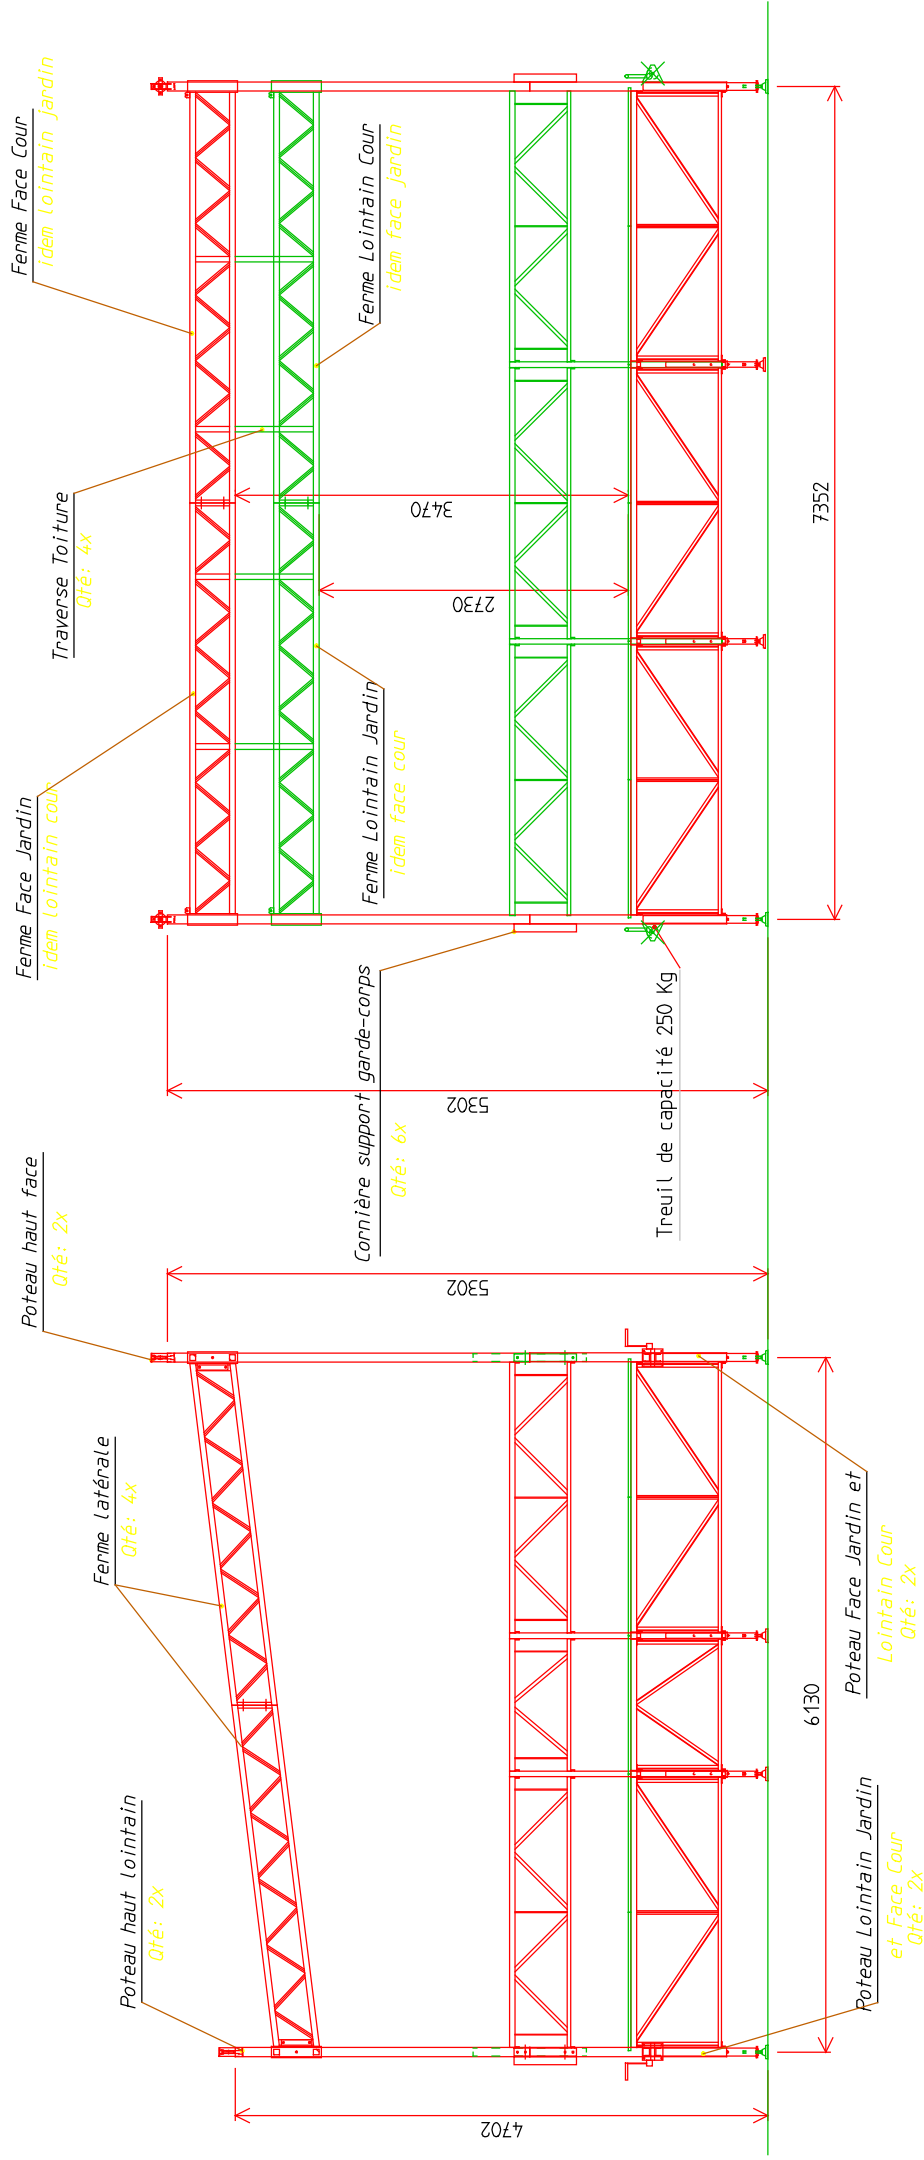 Poteau haut lointain
Qté: 2x
Ferme latérale
Qté: 4x
Poteau haut face
Qté: 2x
4702
6130
5302
Poteau Lointain Jardin
et Face Cour
Qté: 2x
Poteau Face Jardin et
Lointain Cour
Qté: 2x
Ferme Face Jardin
idem lointain cour
Traverse Toiture
Qté: 4x
Ferme Face Cour
idem lointain jardin
Ferme Lointain Jardin
idem face cour
Ferme Lointain Cour
idem face jardin
Cornière support garde-corps
Qté: 6x
Treuil de capacité 250 Kg
5302
2730
3470
7352